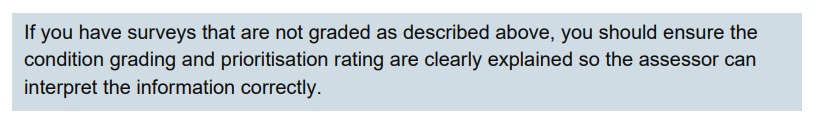 If you have surveys that are not graded as described above, you should ensure the
condition grading and prioritisation rating are clearly explained so the assessor can
interpret the information correctly.